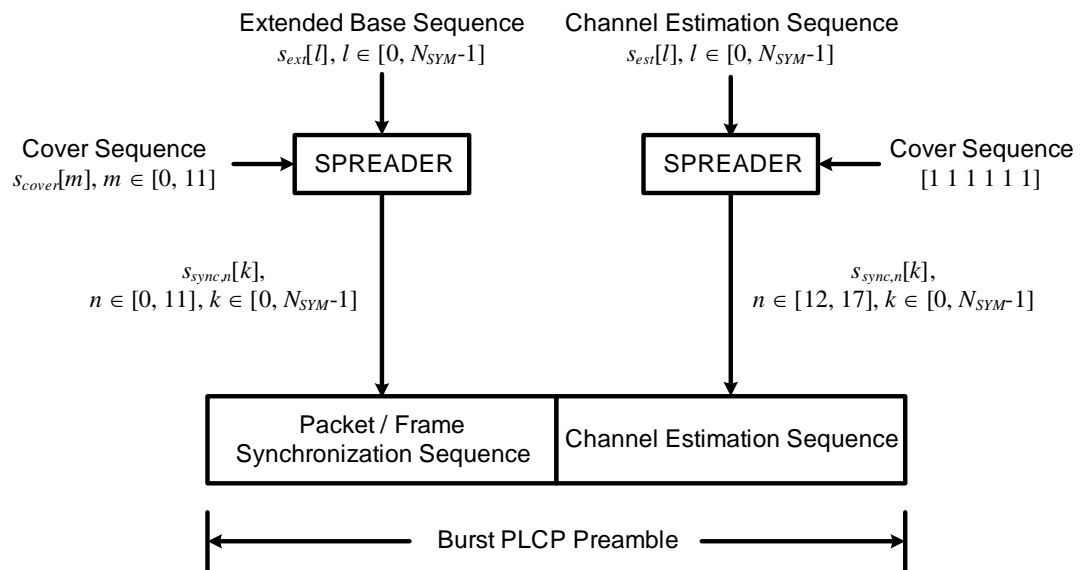 Extended Base Sequence
s_ext[l], l ∈ [0, N_SYM-1]
Channel Estimation Sequence
s_est[l], l ∈ [0, N_SYM-1]
Cover Sequence
s_cover[m], m ∈ [0, 11]
SPREADER
SPREADER
Cover Sequence
[1 1 1 1 1 1]
s_sync,n[k],
n ∈ [0, 11], k ∈ [0, N_SYM-1]
s_sync,n[k],
n ∈ [12, 17], k ∈ [0, N_SYM-1]
Packet / Frame
Synchronization Sequence
Channel Estimation Sequence
Burst PLCP Preamble